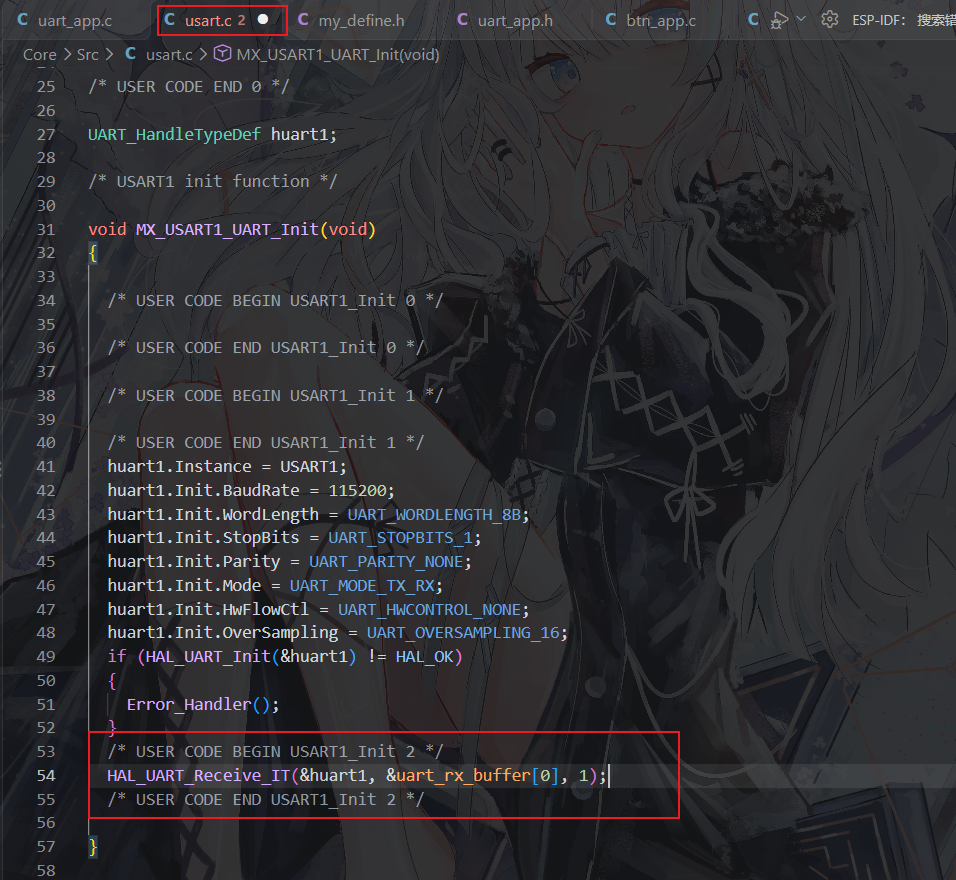 uart_app.c usart.c 2 my_define.h uart_app.h btn_app.c ESP-IDF: 搜索错
Core > Src > C usart.c > MX_USART1_UART_Init(void)
25 /* USER CODE END 0 */
26
27 UART_HandleTypeDef huart1;
28
29 /* USART1 init function */
30
31 void MX_USART1_UART_Init(void)
32 {
33
34 /* USER CODE BEGIN USART1_Init 0 */
35
36 /* USER CODE END USART1_Init 0 */
37
38 /* USER CODE BEGIN USART1_Init 1 */
39
40 /* USER CODE END USART1_Init 1 */
41 huart1.Instance = USART1;
42 huart1.Init.BaudRate = 115200;
43 huart1.Init.WordLength = UART_WORDLENGTH_8B;
44 huart1.Init.StopBits = UART_STOPBITS_1;
45 huart1.Init.Parity = UART_PARITY_NONE;
46 huart1.Init.Mode = UART_MODE_TX_RX;
47 huart1.Init.HwFlowCtl = UART_HWCONTROL_NONE;
48 huart1.Init.OverSampling = UART_OVERSAMPLING_16;
49 if (HAL_UART_Init(&huart1) != HAL_OK)
50 {
51 Error_Handler();
52 }
53 /* USER CODE BEGIN USART1_Init 2 */
54 HAL_UART_Receive_IT(&huart1, &uart_rx_buffer[0], 1);
55 /* USER CODE END USART1_Init 2 */
56
57 }
58